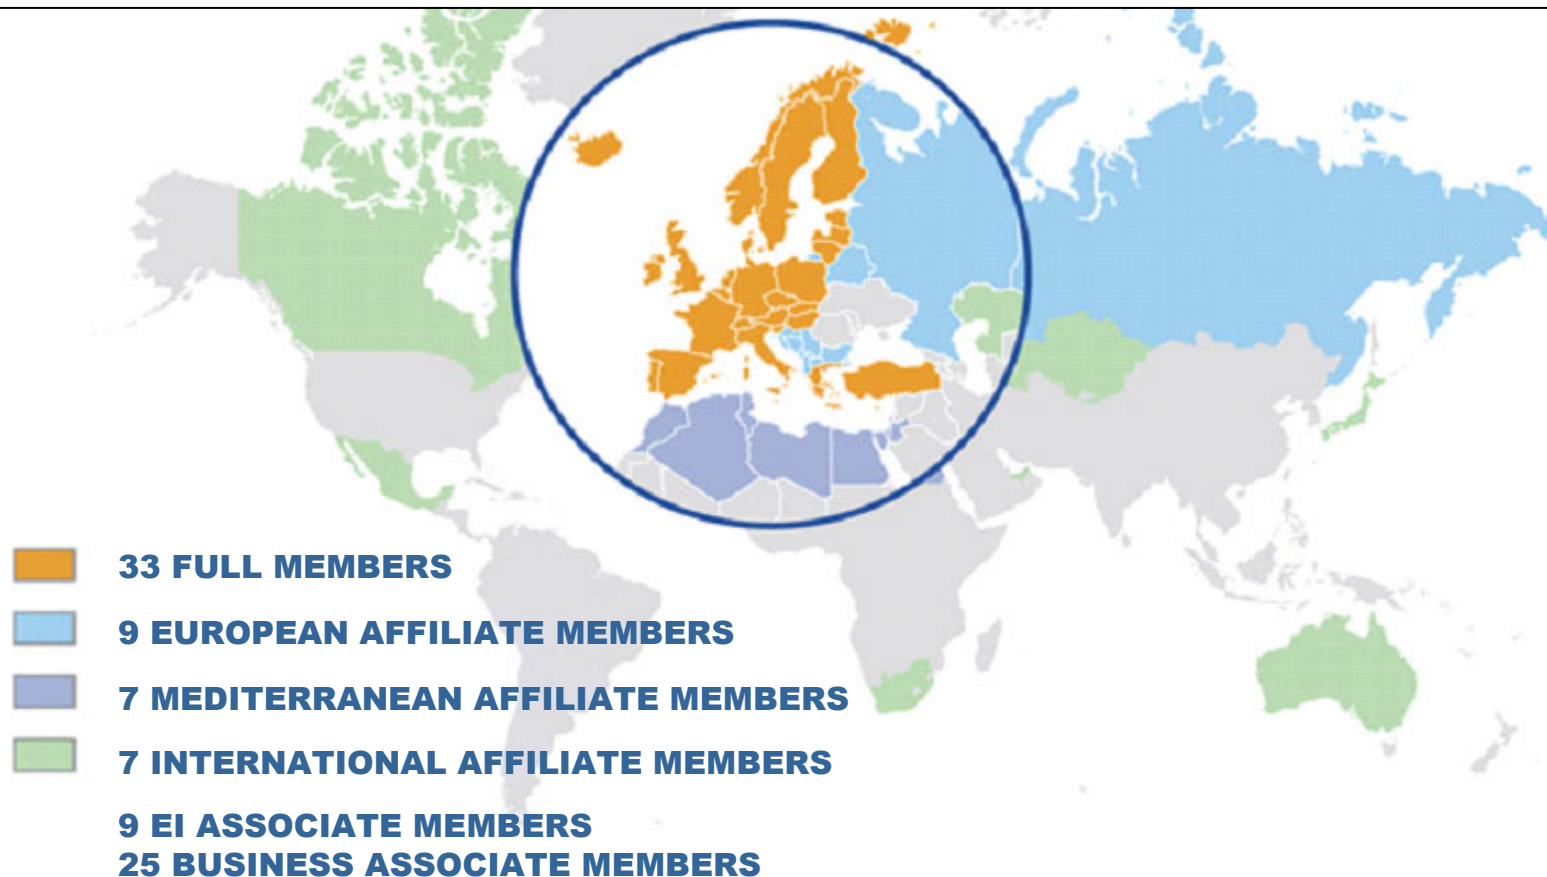 33 FULL MEMBERS
9 EUROPEAN AFFILIATE MEMBERS
7 MEDITERRANEAN AFFILIATE MEMBERS
7 INTERNATIONAL AFFILIATE MEMBERS
9 EI ASSOCIATE MEMBERS
25 BUSINESS ASSOCIATE MEMBERS